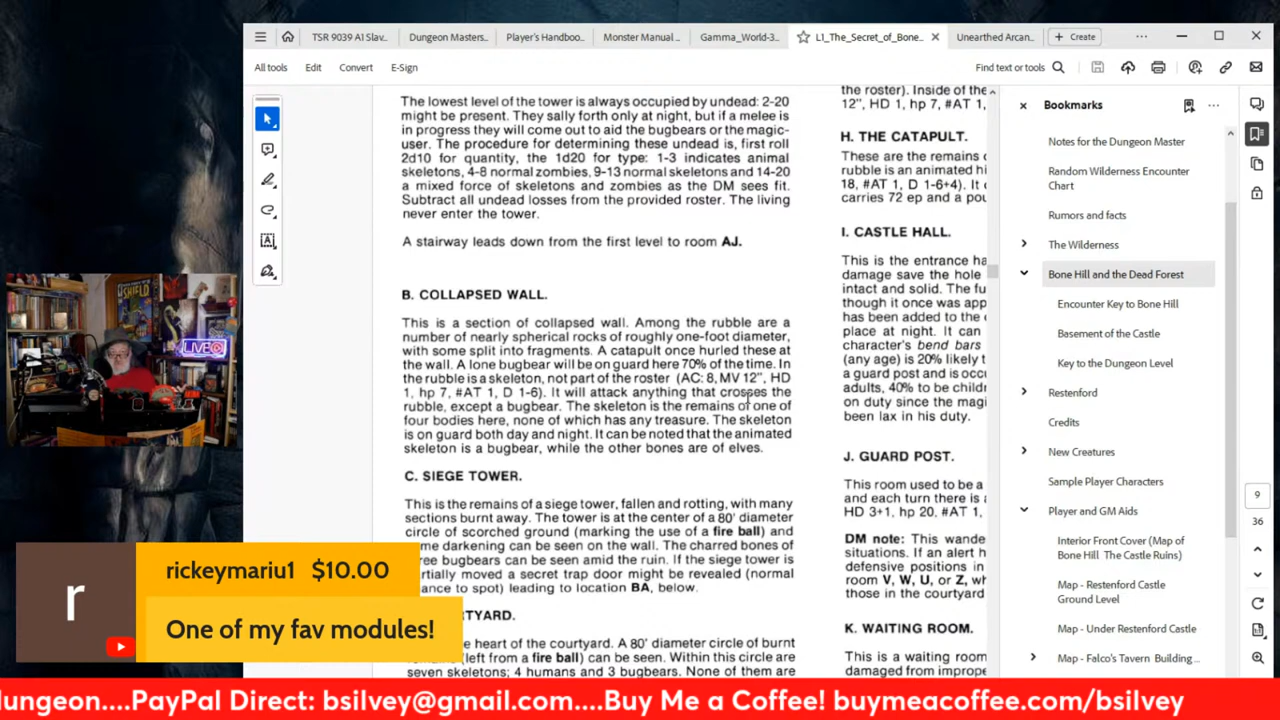 TSR 9039 A1 Slav..
Dungeon Masters..
Player's Handboo..
Monster Manual ...
Gamma_World-3..
L1_The_Secret_of_Bone..
Unearthed Arcan..
+ Create
All tools
Edit
Convert
E-Sign
Find text or tools
The lowest level of the tower is always occupied by undead: 2-20
might be present. They sally forth only at night, but if a melee is
in progress they will come out to aid the bugbears or the magic-
user. The procedure for determining these undead is, first roll
2d10 for quantity, the 1d20 for type: 1-3 indicates animal
skeletons, 4-8 normal zombies, 9-13 normal skeletons and 14-20
a mixed force of skeletons and zombies as the DM sees fit.
Subtract all undead losses from the provided roster. The living
never enter the tower.
A stairway leads down from the first level to room AJ.
B. COLLAPSED WALL.
This is a section of collapsed wall. Among the rubble are a
number of nearly spherical rocks of roughly one-foot diameter,
with some split into fragments. A catapult once hurled these at
the wall. A lone bugbear will be on guard here 70% of the time. In
the rubble is a skeleton, not part of the roster (AC: 8, MV 12", HD
1, hp 7, #AT 1, D 1-6). It will attack anything that crosses the
rubble, except a bugbear. The skeleton is the remains of one of
four bodies here, none of which has any treasure. The skeleton
is on guard both day and night. It can be noted that the animated
skeleton is a bugbear, while the other bones are of elves.
C. SIEGE TOWER.
This is the remains of a siege tower, fallen and rotting, with many
sections burnt away. The tower is at the center of a 80' diameter
circle of scorched ground (marking the use of a fire ball) and
me darkening can be seen on the wall. The charred bones of
ree bugbears can be seen amid the ruin. If the siege tower is
rtially moved a secret trap door might be revealed (normal
ance to spot) leading to location BA, below.
TYARD.
e heart of the courtyard. A 80' diameter circle of burnt
(left from a fire ball) can be seen. Within this circle are
seven skeletons; 4 humans and 3 bugbears. None of them are
the roster). Inside of the
12", HD 1, hp 7, #AT 1,
H. THE CATAPULT.
These are the remains
rubble is an animated hi
18, #AT 1, D 1-6+4). It
carries 72 ep and a pou
I. CASTLE HALL.
This is the entrance ha
damage save the hole
intact and solid. The fu
though it once was app
has been added to the
place at night. It can
character's bend bars
(any age) is 20% likely t
a guard post and is occu
adults, 40% to be childr
on duty since the magi
been lax in his duty.
J. GUARD POST.
This room used to be a
and each turn there is
HD 3+1, hp 20, #AT 1,
DM note: This wande
situations. If an alert h
defensive positions in
room V, W, U, or Z, wh
those in the courtyard
K. WAITING ROOM.
This is a waiting room
damaged from imprope
Bookmarks
Notes for the Dungeon Master
Random Wilderness Encounter
Chart
Rumors and facts
The Wilderness
Bone Hill and the Dead Forest
Encounter Key to Bone Hill
Basement of the Castle
Key to the Dungeon Level
Restenford
Credits
New Creatures
Sample Player Characters
Player and GM Aids
Interior Front Cover (Map of
Bone Hill The Castle Ruins)
Map - Restenford Castle
Ground Level
Map - Under Restenford Castle
Map - Falco's Tavern Building ...
9
36
SHIELD
LIVE
r
rickeymariu1 $10.00
One of my fav modules!
dungeon....PayPal Direct: bsilvey@gmail.com....Buy Me a Coffee! buymeacoffee.com/bsilvey